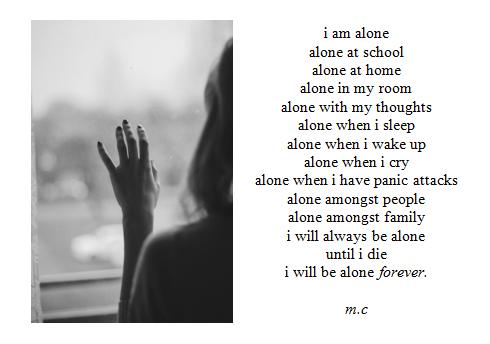 i am alone
alone at school
alone at home
alone in my room
alone with my thoughts
alone when i sleep
alone when i wake up
alone when i cry
alone when i have panic attacks
alone amongst people
alone amongst family
i will always be alone
until i die
i will be alone forever.
m.c